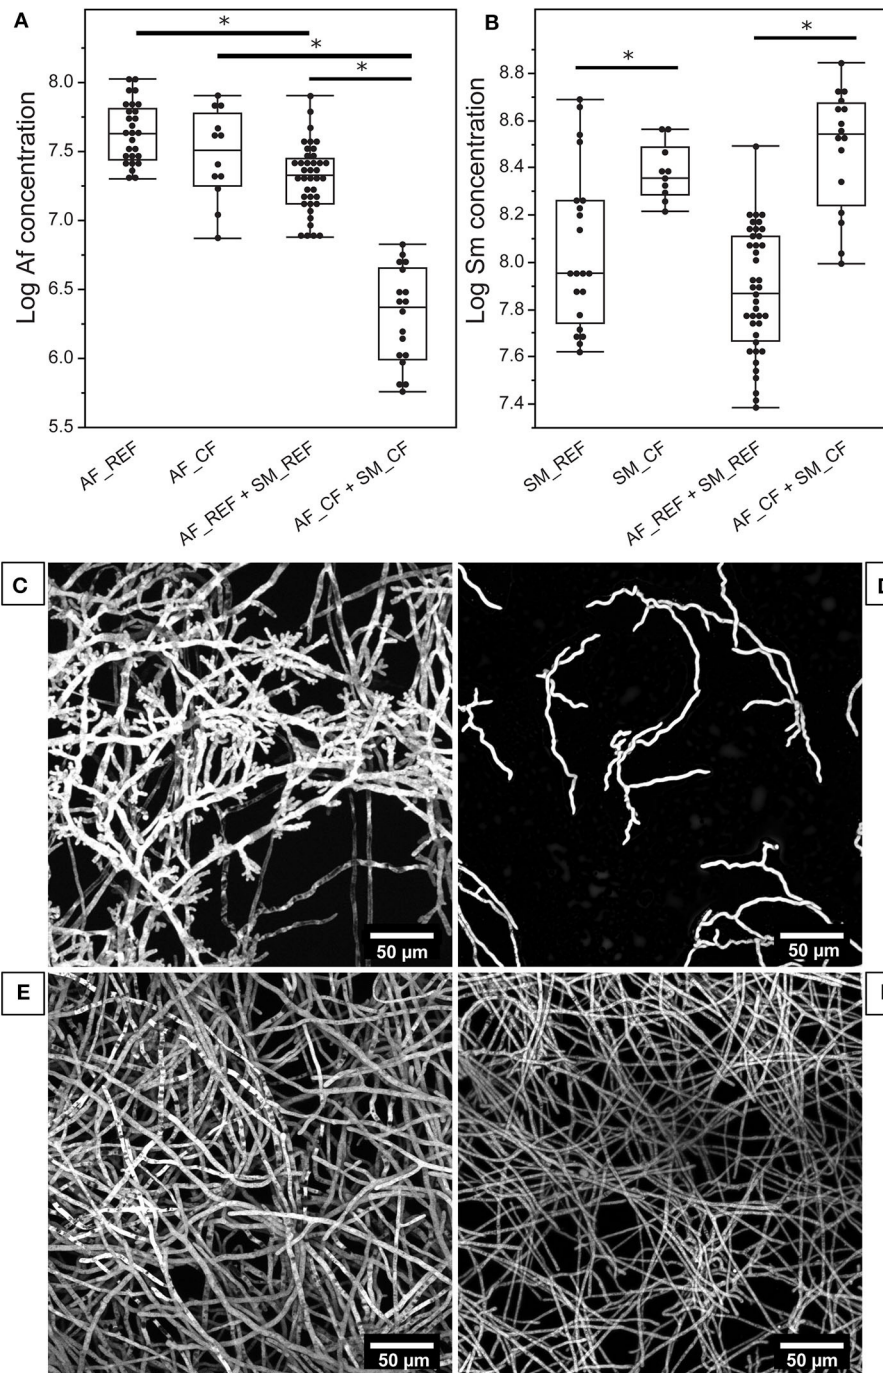 A
B
*
*
*
*
*
Log Af concentration
8.0
7.5
7.0
6.5
6.0
5.5
AF_REF
AF_CF
AF_REF + SM_REF
AF_CF + SM_CF
Log Sm concentration
8.8
8.6
8.4
8.2
8.0
7.8
7.6
7.4
SM_REF
SM_CF
AF_REF + SM_REF
AF_CF + SM_CF
C
50 µm
50 µm
E
50 µm
50 µm